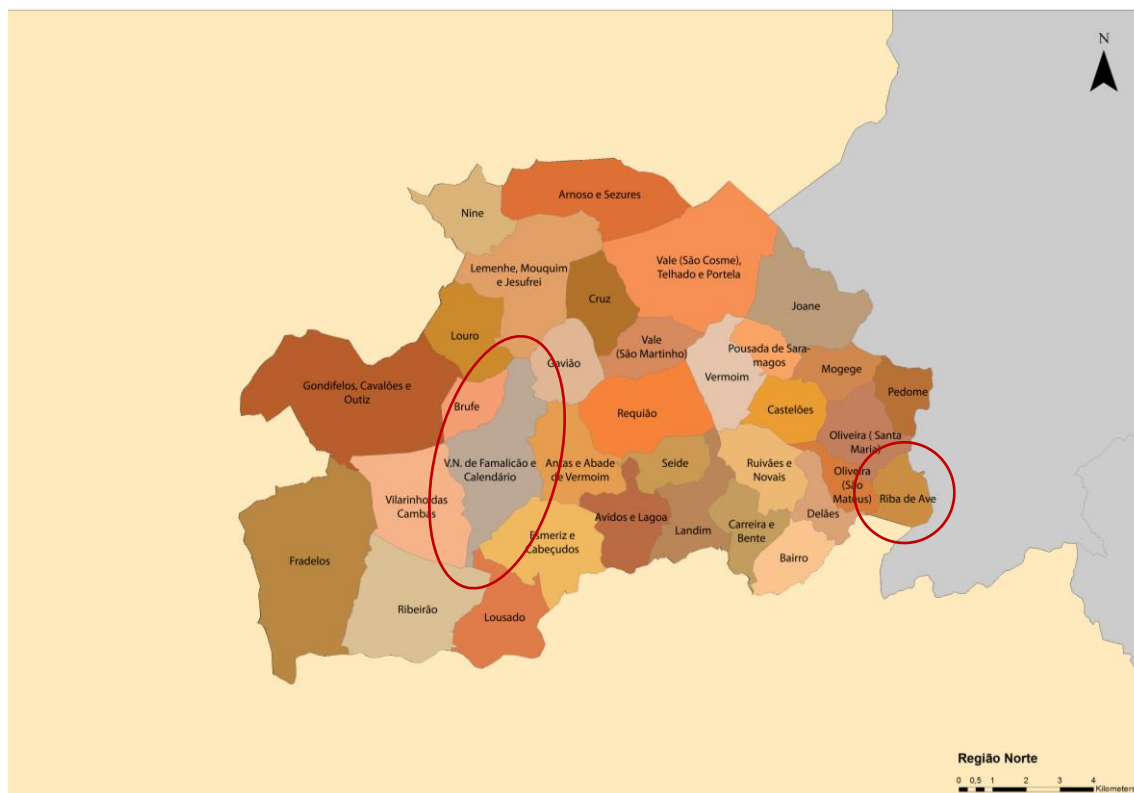 N
Arnoso e Sezures
Nine
Vale (São Cosme),
Telhado e Portela
Lemenhe, Mouquim
e Jesufrei
Cruz
Joane
Louro
Vale
(São Martinho)
Pousada de Sara-
magos
Gavião
Mogege
Vermoim
Gondifelos, Cavalões e
Outiz
Pedome
Brufe
Requião
Castelões
Oliveira ( Santa
Maria)
V.N. de Famalicão e
Calendário
Antas e Abade
de Vermoim
Seide
Ruivães e
Novais
Oliveira
(São
Mateus)
Riba de Ave
Vilarinho das
Cambas
Avidos e Lagoa
Landim
Delães
Carreira e
Bente
Esmeriz e
Cabeçudos
Bairro
Fradelos
Ribeirão
Lousado
Região Norte
0 0,5 1 2 3 4
Kilometers